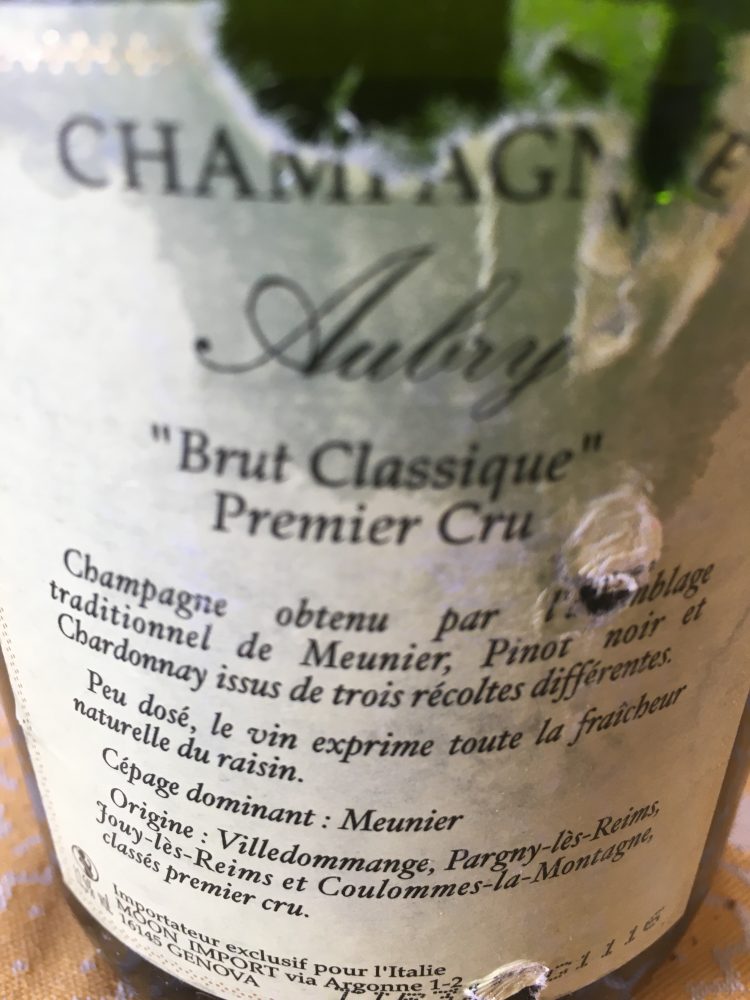 CHAMPAGNE
Aubry
"Brut Classique"
Premier Cru
Champagne obtenu par l'assemblage
traditionnel de Meunier, Pinot noir et
Chardonnay issus de trois récoltes différentes.
Peu dosé, le vin exprime toute la fraîcheur
naturelle du raisin.
Cépage dominant : Meunier
Origine : Villedommange, Pargny-lès-Reims,
Jouy-lès-Reims et Coulommes-la-Montagne,
classés premier cru.
Importateur exclusif pour l'Italie
MOON IMPORT via Argonne 1-2
16145 GENOVA